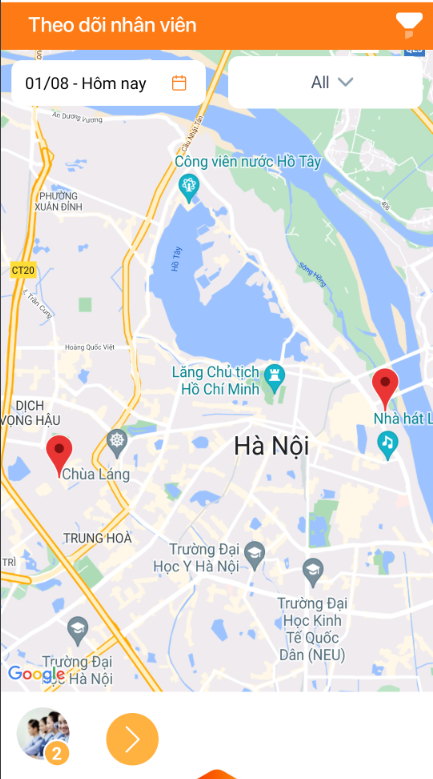 Theo dõi nhân viên
01/08 - Hôm nay
All
An Dương Vương
Cầu Nhật Tân
Công viên nước Hồ Tây
PHƯỜNG
XUÂN ĐỈNH
Hồ Tây
Sông Hồng
CT20
L. Trần Cung
Hoàng Quốc Việt
Lăng Chủ tịch
Hồ Chí Minh
DỊCH
VỌNG HẬU
Nhà hát L
Hà Nội
Chùa Láng
TRUNG HOÀ
TRÌ
Trường Đại
Học Y Hà Nội
Trường Đại
Học Kinh
Tế Quốc
Dân (NEU)
Trường Đại
Hà Nội
Google
2